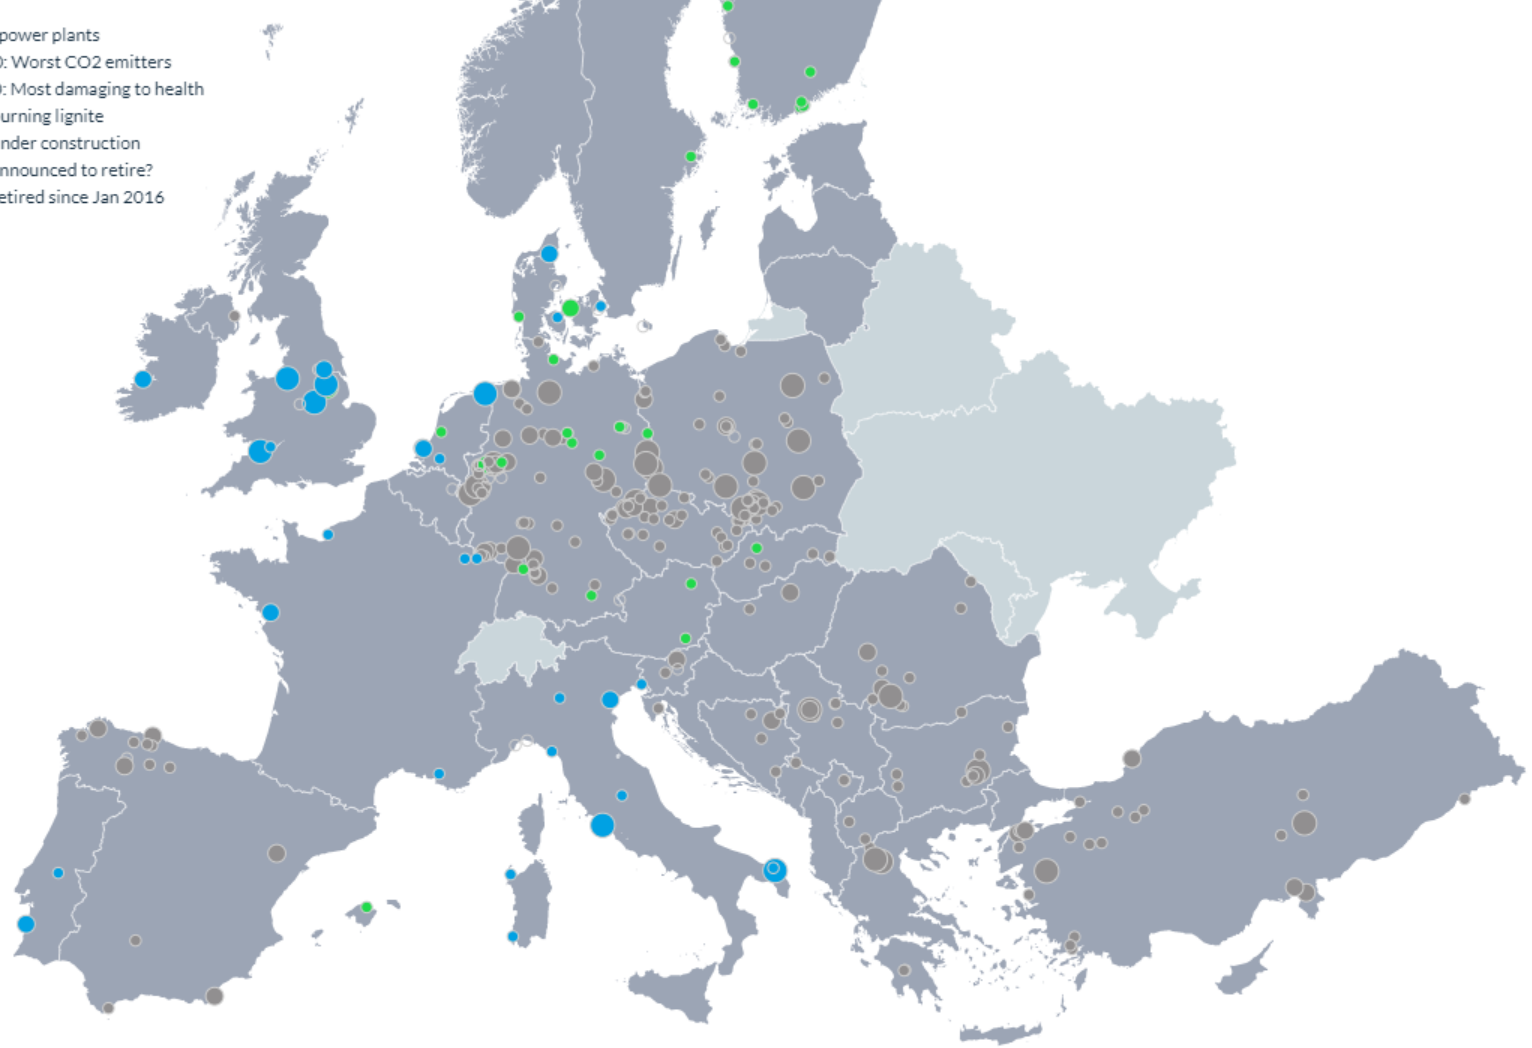 power plants
: Worst CO2 emitters
: Most damaging to health
urning lignite
nder construction
nnounced to retire?
etired since Jan 2016